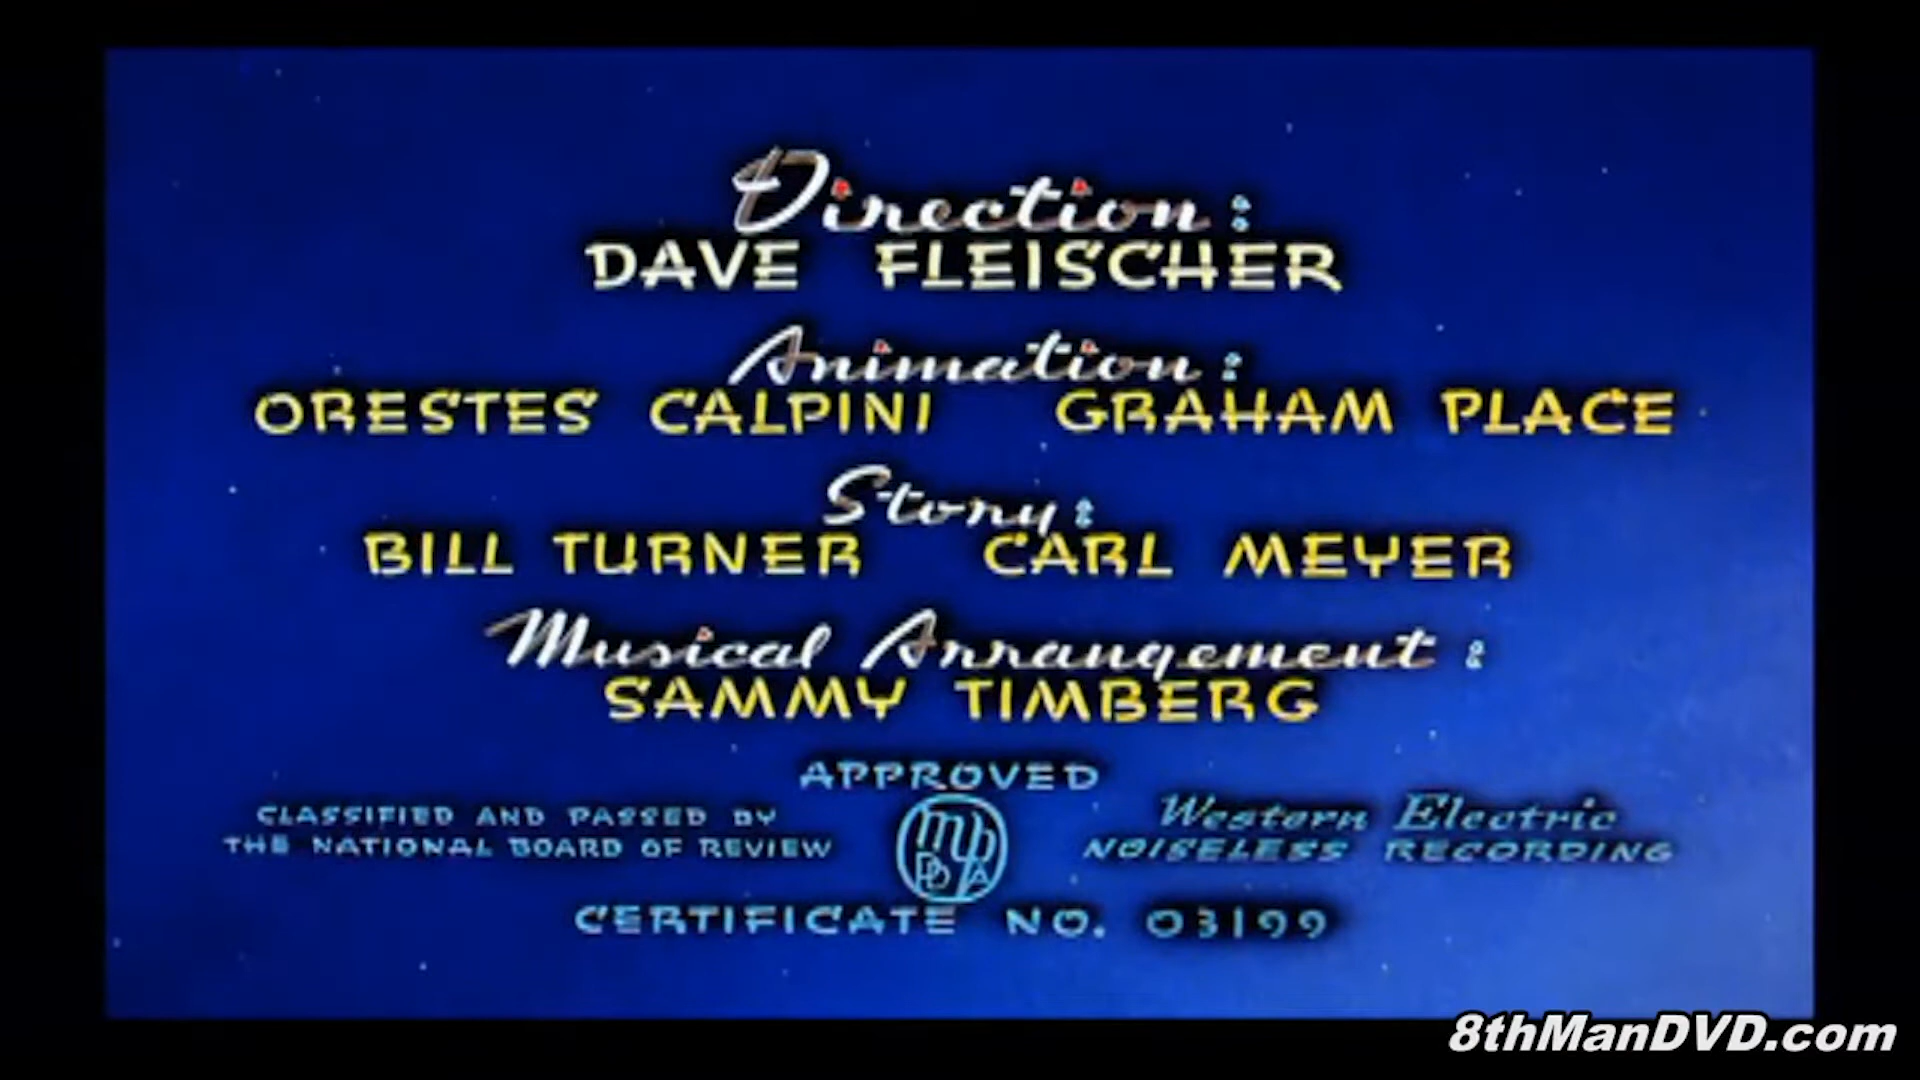 Direction:
DAVE FLEISCHER
Animation:
ORESTES CALPINI GRAHAM PLACE
Story:
BILL TURNER CARL MEYER
Musical Arrangement:
SAMMY TIMBERG
APPROVED
CLASSIFIED AND PASSED BY
THE NATIONAL BOARD OF REVIEW
MPPDA
Western Electric
NOISELESS RECORDING
CERTIFICATE NO. 03199
8thManDVD.com